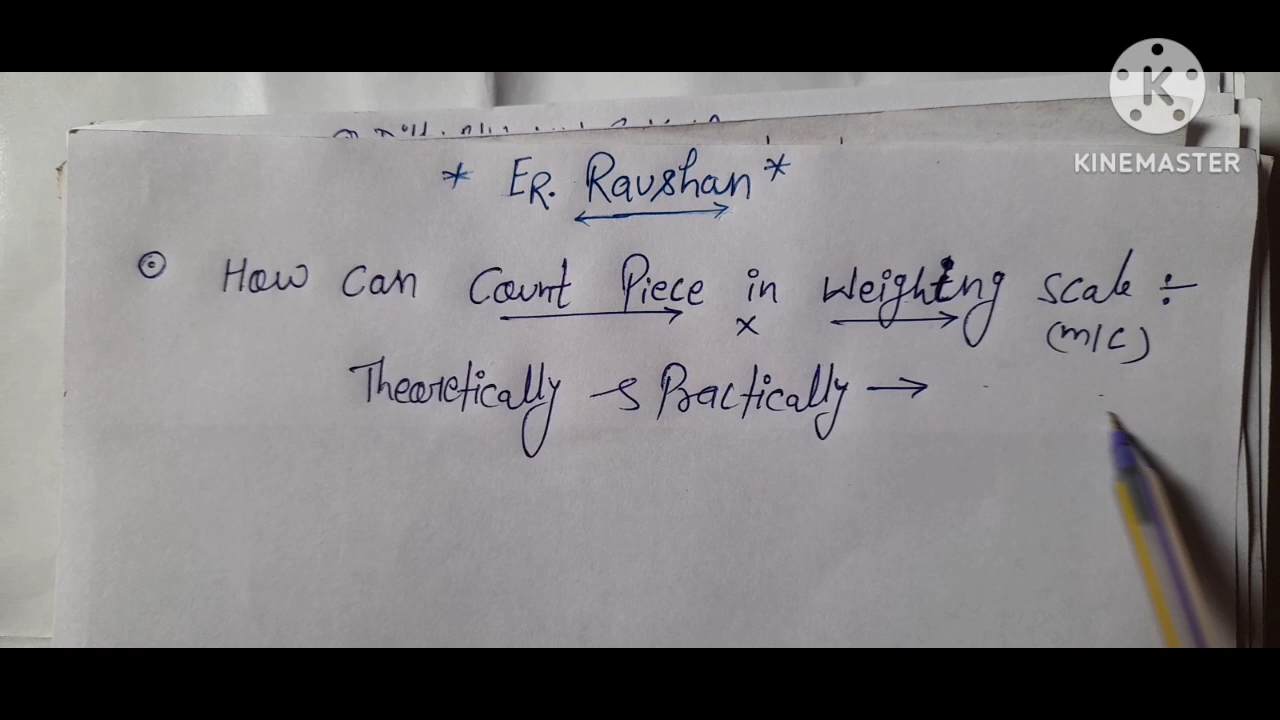 KINEMASTER
* ER. Raushan *
How can Count Piece in weighting scale ÷
x (m/c)
Theoretically & Practically →